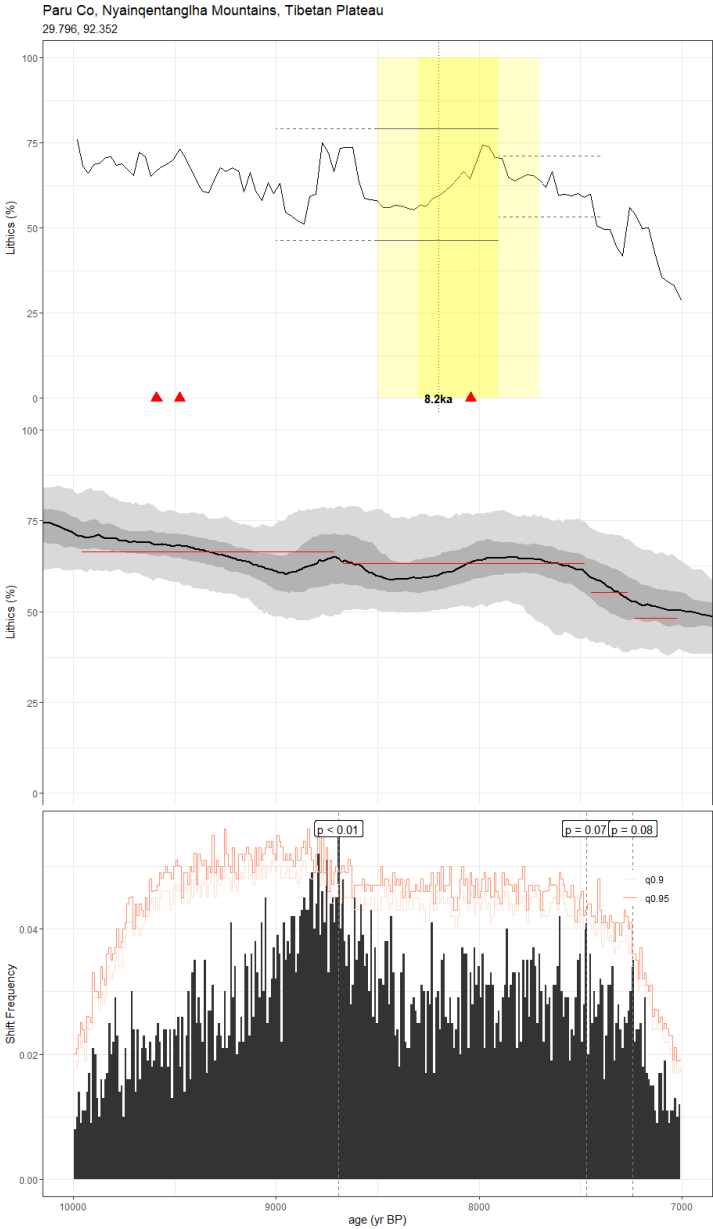 Paru Co, Nyainqentanglha Mountains, Tibetan Plateau
29.796, 92.352
100
75
50
25
0
Lithics (%)
8.2ka
100
75
50
25
0
Lithics (%)
p < 0.01
p = 0.07
p = 0.08
q0.9
q0.95
0.04
0.02
0.00
Shift Frequency
10000
9000
8000
7000
age (yr BP)